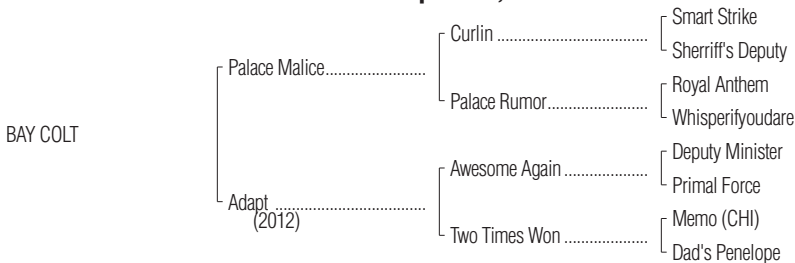 Smart Strike
Curlin ........................................
Sherriff's Deputy
Palace Malice..........................
Royal Anthem
Palace Rumor..........................
Whisperifyoudare
BAY COLT
Deputy Minister
Awesome Again ......................
Primal Force
Adapt .......................................
(2012)
Memo (CHI)
Two Times Won ......................
Dad's Penelope